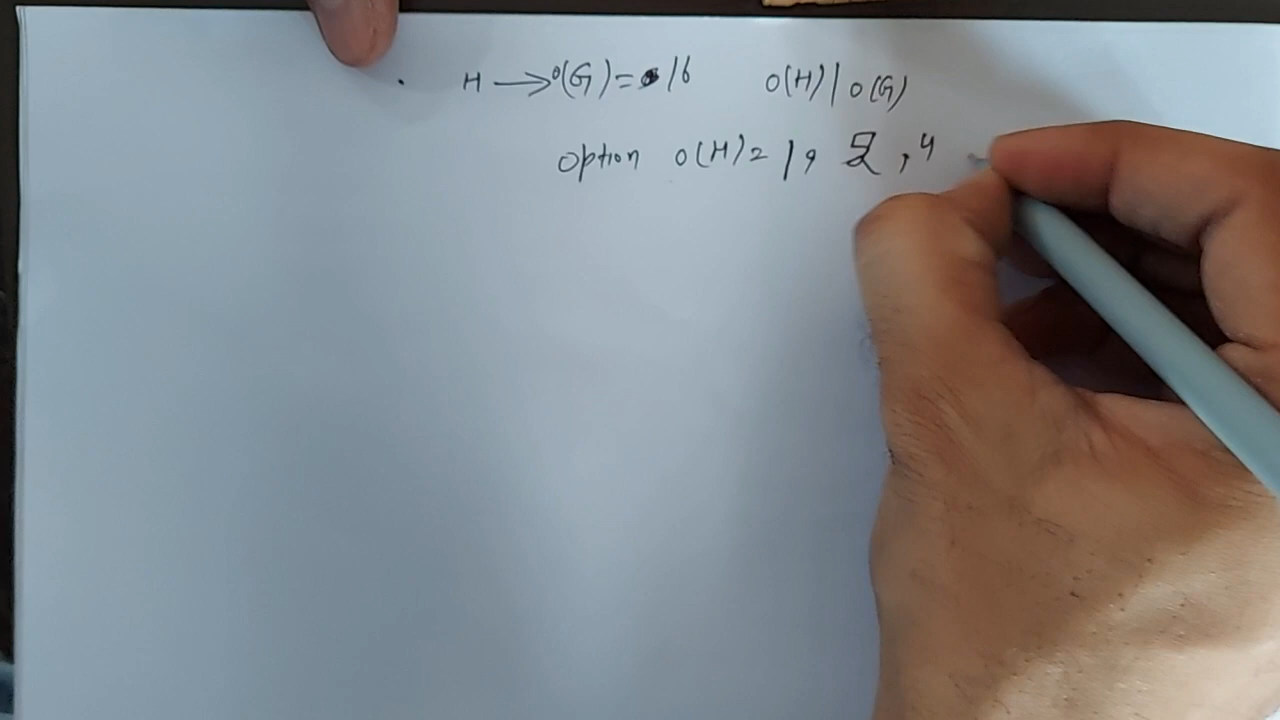 H → o(G) = 16 o(H) | o(G)
option o(H) = 1, 2, 4